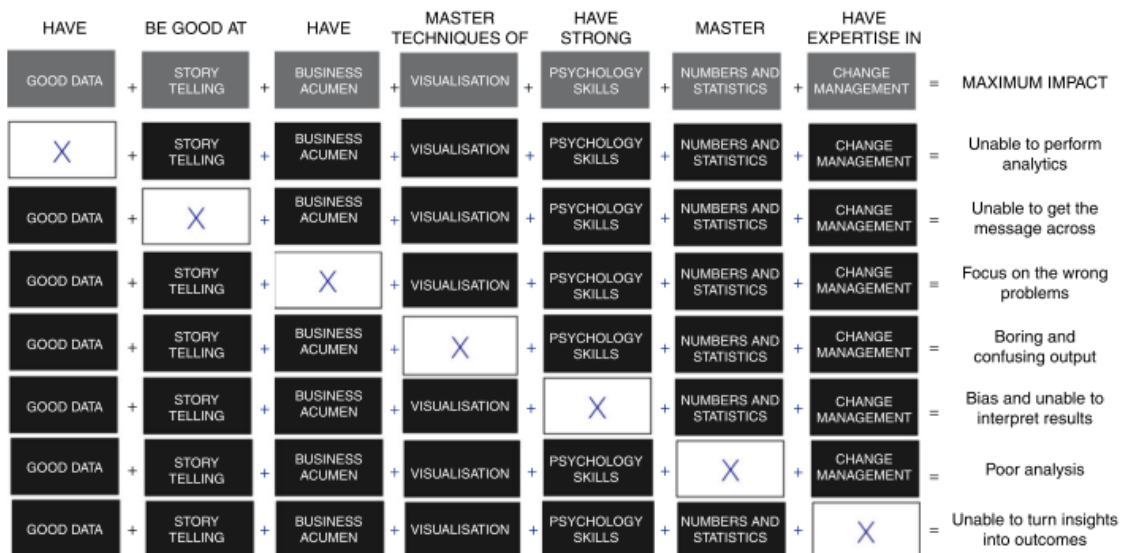 HAVE
BE GOOD AT
HAVE
MASTER
TECHNIQUES OF
HAVE
STRONG
MASTER
HAVE
EXPERTISE IN
GOOD DATA + STORY TELLING + BUSINESS ACUMEN + VISUALISATION + PSYCHOLOGY SKILLS + NUMBERS AND STATISTICS + CHANGE MANAGEMENT = MAXIMUM IMPACT
X + STORY TELLING + BUSINESS ACUMEN + VISUALISATION + PSYCHOLOGY SKILLS + NUMBERS AND STATISTICS + CHANGE MANAGEMENT = Unable to perform analytics
GOOD DATA + X + BUSINESS ACUMEN + VISUALISATION + PSYCHOLOGY SKILLS + NUMBERS AND STATISTICS + CHANGE MANAGEMENT = Unable to get the message across
GOOD DATA + STORY TELLING + X + VISUALISATION + PSYCHOLOGY SKILLS + NUMBERS AND STATISTICS + CHANGE MANAGEMENT = Focus on the wrong problems
GOOD DATA + STORY TELLING + BUSINESS ACUMEN + X + PSYCHOLOGY SKILLS + NUMBERS AND STATISTICS + CHANGE MANAGEMENT = Boring and confusing output
GOOD DATA + STORY TELLING + BUSINESS ACUMEN + VISUALISATION + X + NUMBERS AND STATISTICS + CHANGE MANAGEMENT = Bias and unable to interpret results
GOOD DATA + STORY TELLING + BUSINESS ACUMEN + VISUALISATION + PSYCHOLOGY SKILLS + X + CHANGE MANAGEMENT = Poor analysis
GOOD DATA + STORY TELLING + BUSINESS ACUMEN + VISUALISATION + PSYCHOLOGY SKILLS + NUMBERS AND STATISTICS + X = Unable to turn insights into outcomes